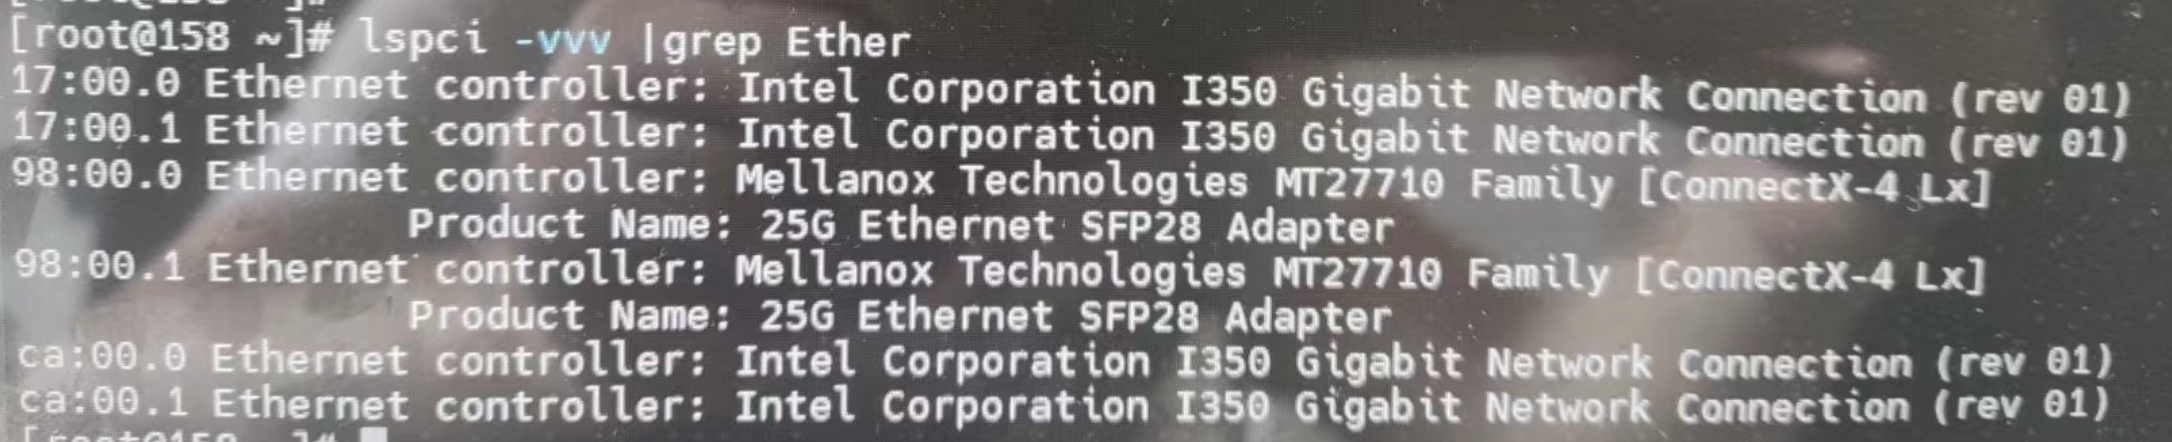 [root@158 ~]# lspci -vvv |grep Ether
17:00.0 Ethernet controller: Intel Corporation I350 Gigabit Network Connection (rev 01)
17:00.1 Ethernet controller: Intel Corporation I350 Gigabit Network Connection (rev 01)
98:00.0 Ethernet controller: Mellanox Technologies MT27710 Family [ConnectX-4 Lx]
Product Name: 25G Ethernet SFP28 Adapter
98:00.1 Ethernet controller: Mellanox Technologies MT27710 Family [ConnectX-4 Lx]
Product Name: 25G Ethernet SFP28 Adapter
ca:00.0 Ethernet controller: Intel Corporation I350 Gigabit Network Connection (rev 01)
ca:00.1 Ethernet controller: Intel Corporation I350 Gigabit Network Connection (rev 01)